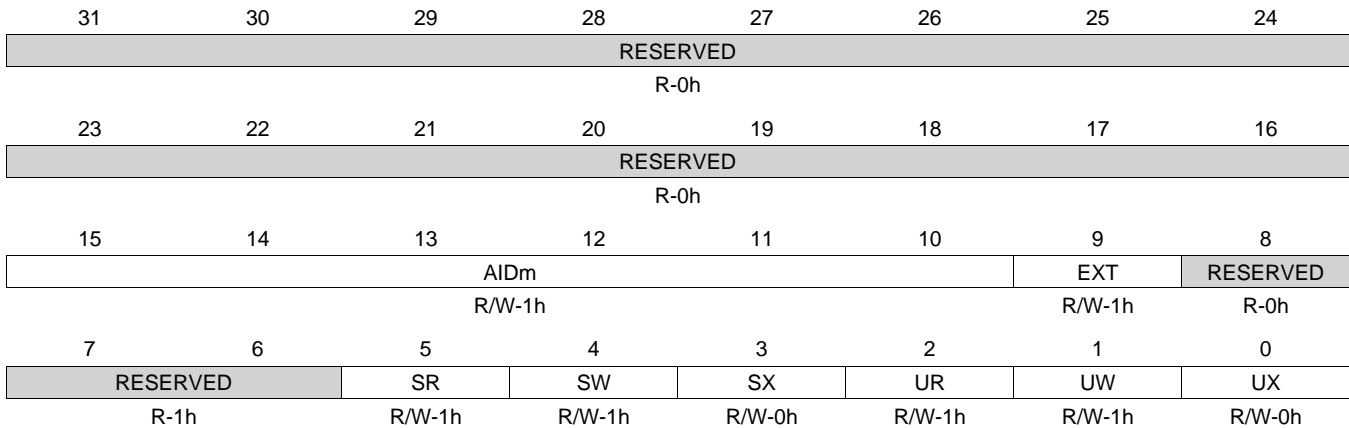 31 30 29 28 27 26 25 24
RESERVED
R-0h
23 22 21 20 19 18 17 16
RESERVED
R-0h
15 14 13 12 11 10 9 8
AIDm EXT RESERVED
R/W-1h R/W-1h R-0h
7 6 5 4 3 2 1 0
RESERVED SR SW SX UR UW UX
R-1h R/W-1h R/W-1h R/W-0h R/W-1h R/W-1h R/W-0h